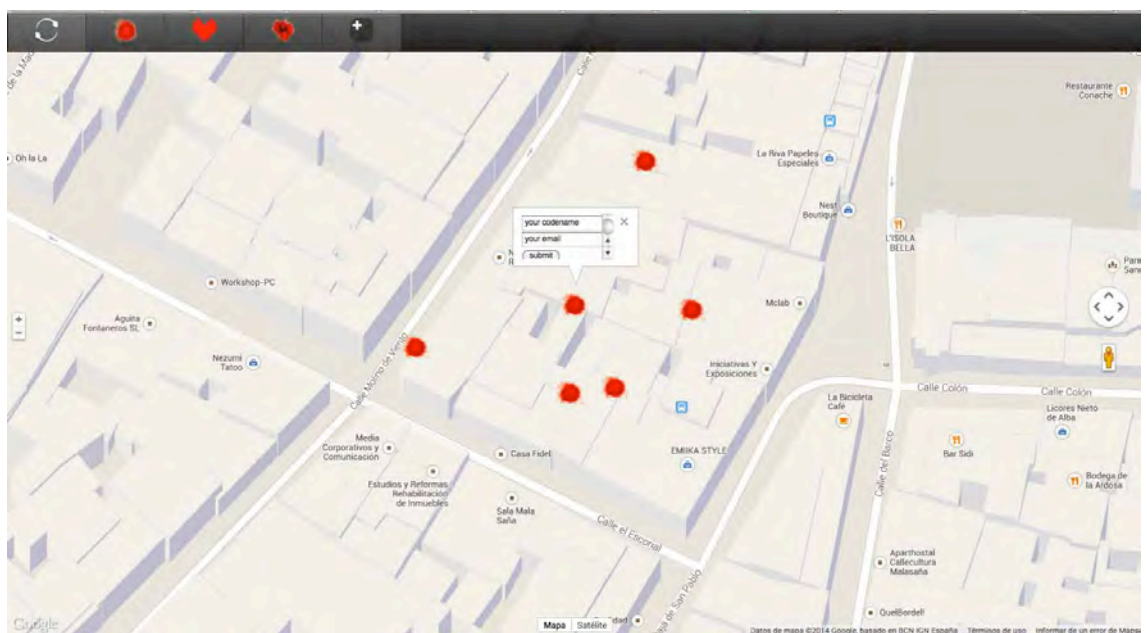 Restaurante
Conache
Oh la La
La Riva Papeles
Especiales
Nest
Boutique
your codename
your email
submit
L'ISOLA
BELLA
Workshop-PC
Mclab
Aguira
Fontaneros SL
Calle Molino de Viento
Nezumi
Tatoo
Iniciativas Y
Exposiciones
Calle Colón
Calle Colón
La Bicicleta
Café
Licores Nieto
de Alba
Media
Corporativos y
Comunicación
Casa Fidel
EMIIKA STYLE
Bar Sidi
Calle del Barco
Estudios y Reformas
Rehabilitación
de Inmuebles
Bodega de
la Ardosa
Sala Mala
Saña
Calle el Escorial
Aparthostal
Callecultura
Malasaña
QuelBordell
Google
Mapa
Satélite
Datos de mapa ©2014 Google, basado en BCN IGN España
Términos de uso
Informar de un error de Maps